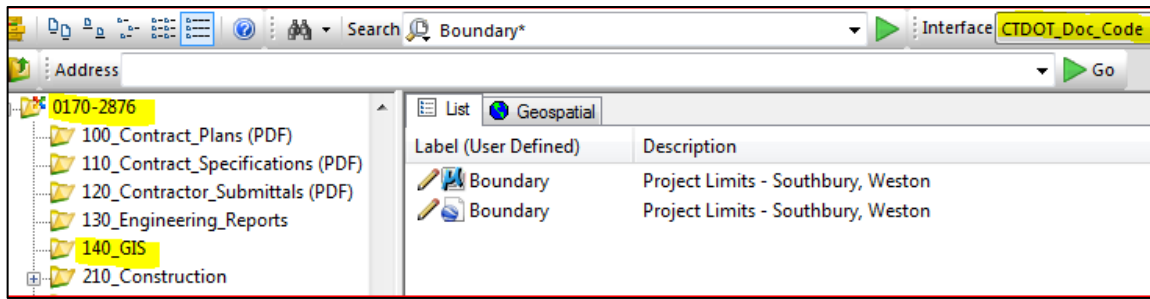 Search Boundary* Interface CTDOT_Doc_Code
Address Go
0170-2876
100_Contract_Plans (PDF)
110_Contract_Specifications (PDF)
120_Contractor_Submittals (PDF)
130_Engineering_Reports
140_GIS
210_Construction
List Geospatial
Label (User Defined) Description
Boundary Project Limits - Southbury, Weston
Boundary Project Limits - Southbury, Weston